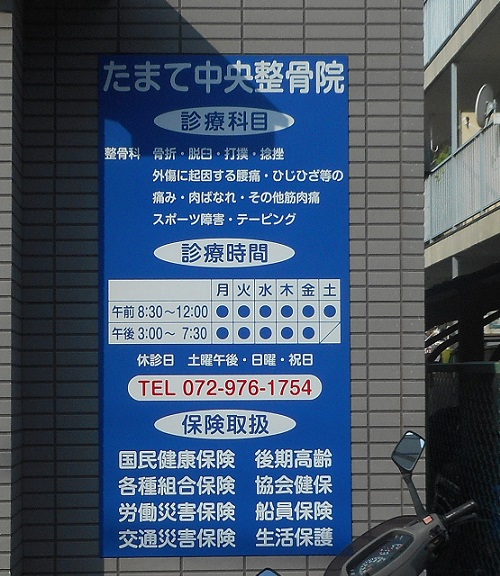 たまて中央整骨院
診療科目
整骨科 骨折・脱臼・打撲・捻挫
外傷に起因する腰痛・ひじひざ等の
痛み・肉ばなれ・その他筋肉痛
スポーツ障害・テーピング
診療時間
月 火 水 木 金 土
午前 8:30～12:00 ● ● ● ● ● ●
午後 3:00～ 7:30 ● ● ● ● ● ／
休診日 土曜午後・日曜・祝日
TEL 072-976-1754
保険取扱
国民健康保険 後期高齢
各種組合保険 協会健保
労働災害保険 船員保険
交通災害保険 生活保護